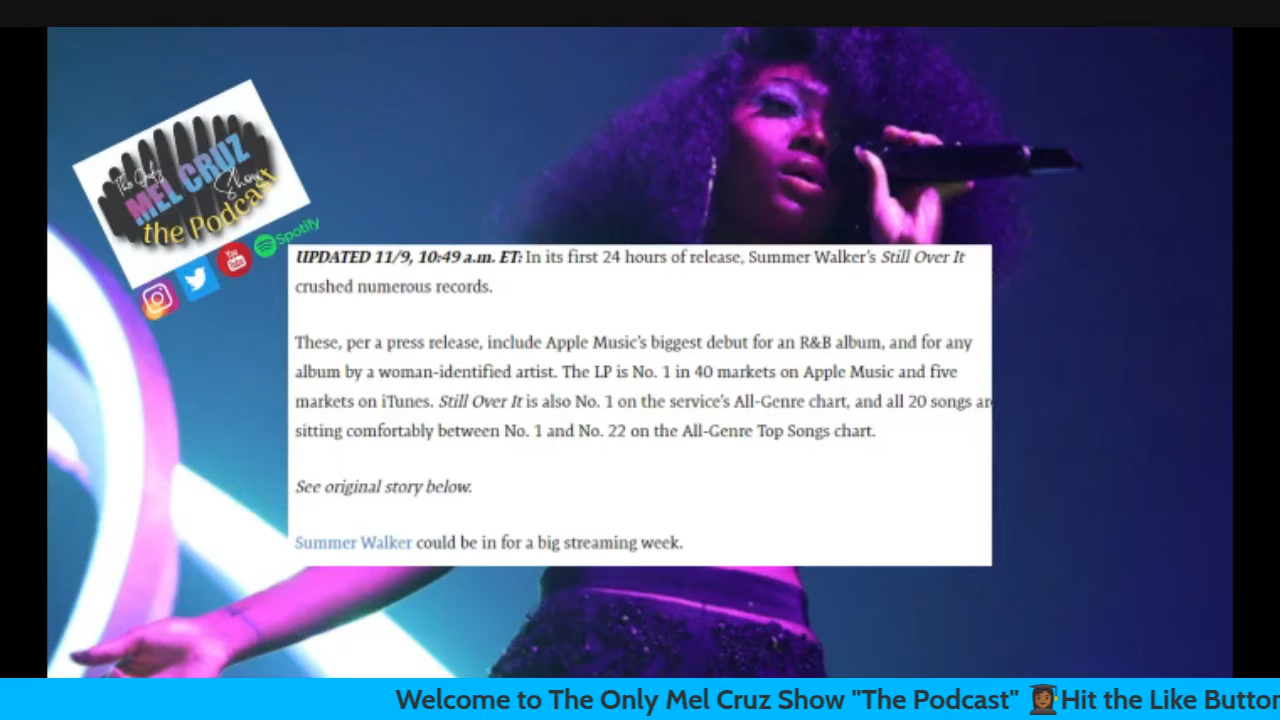 The Only
MEL CRUZ
Show
the Podcast
You
Tube
Spotify
UPDATED 11/9, 10:49 a.m. ET: In its first 24 hours of release, Summer Walker's Still Over It
crushed numerous records.
These, per a press release, include Apple Music's biggest debut for an R&B album, and for any
album by a woman-identified artist. The LP is No. 1 in 40 markets on Apple Music and five
markets on iTunes. Still Over It is also No. 1 on the service's All-Genre chart, and all 20 songs ar
sitting comfortably between No. 1 and No. 22 on the All-Genre Top Songs chart.
See original story below.
Summer Walker could be in for a big streaming week.
Welcome to The Only Mel Cruz Show "The Podcast" 👩🏾‍🎓Hit the Like Button